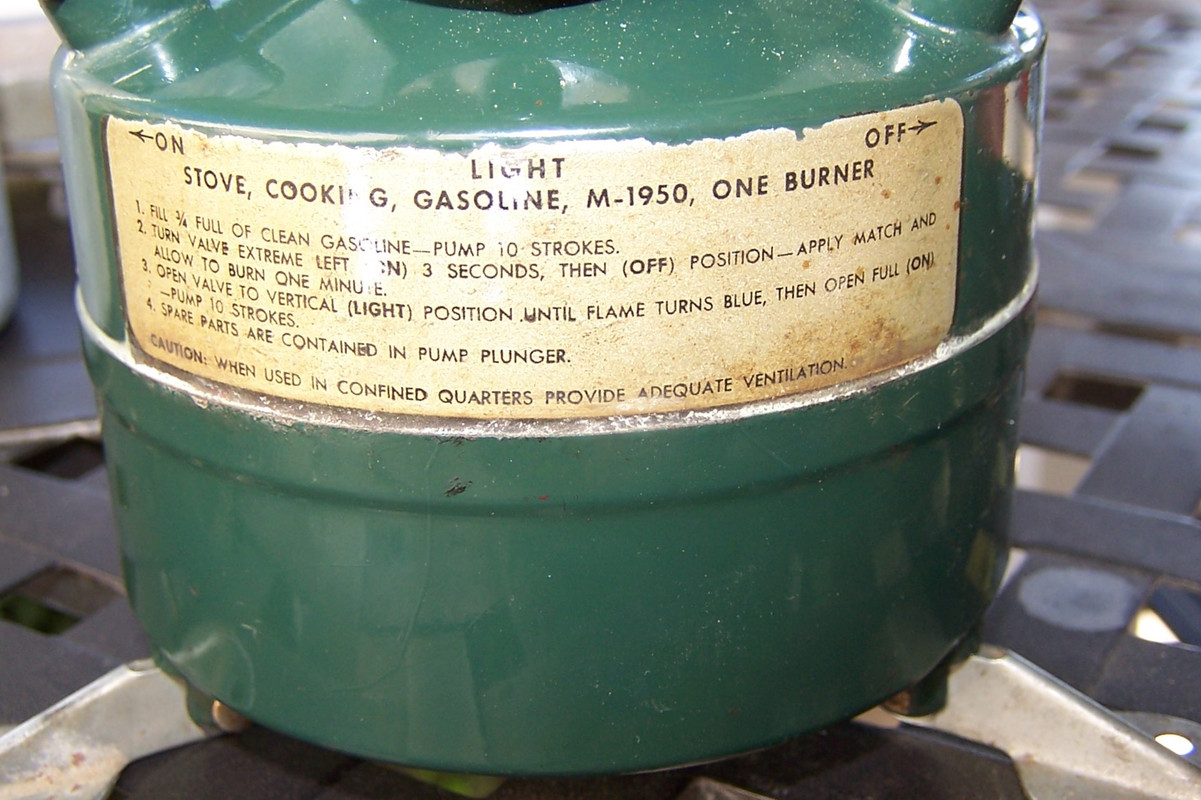 ←ON LIGHT OFF→
STOVE, COOKING, GASOLINE, M-1950, ONE BURNER
1. FILL ¾ FULL OF CLEAN GASOLINE—PUMP 10 STROKES.
2. TURN VALVE EXTREME LEFT (ON) 3 SECONDS, THEN (OFF) POSITION—APPLY MATCH AND
ALLOW TO BURN ONE MINUTE.
3. OPEN VALVE TO VERTICAL (LIGHT) POSITION UNTIL FLAME TURNS BLUE, THEN OPEN FULL (ON)
—PUMP 10 STROKES.
4. SPARE PARTS ARE CONTAINED IN PUMP PLUNGER.
CAUTION: WHEN USED IN CONFINED QUARTERS PROVIDE ADEQUATE VENTILATION.